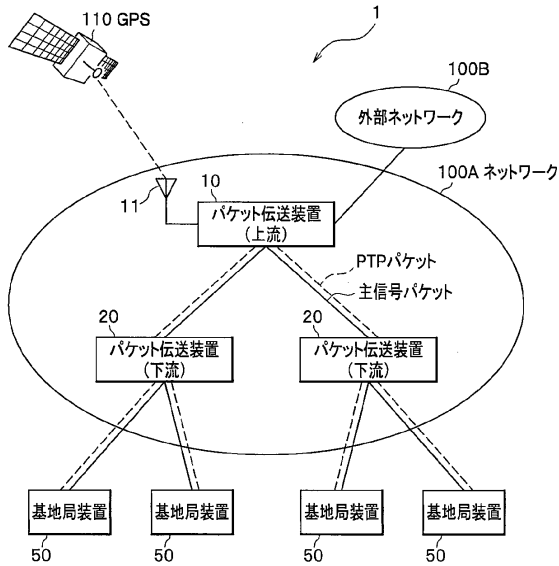 110 GPS
1
100B
外部ネットワーク
100A ネットワーク
11
10
パケット伝送装置
(上流)
PTPパケット
主信号パケット
20
パケット伝送装置
(下流)
20
パケット伝送装置
(下流)
基地局装置
50
基地局装置
50
基地局装置
50
基地局装置
50